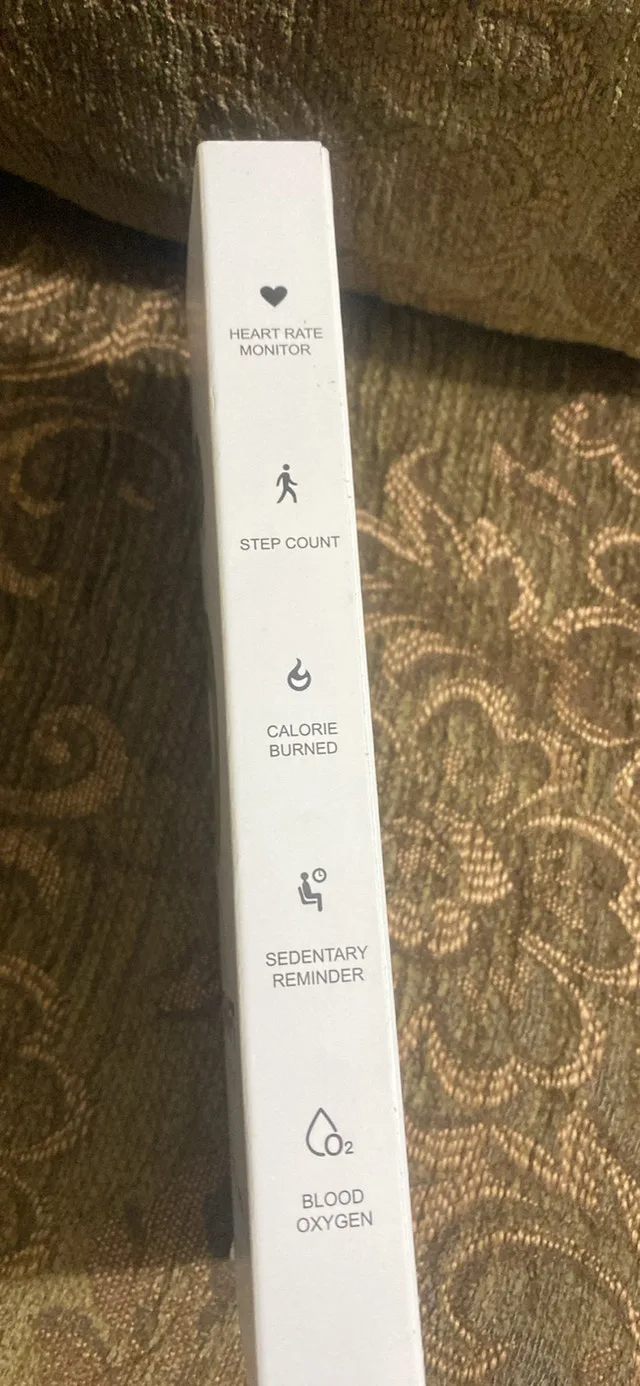 HEART RATE
MONITOR
STEP COUNT
CALORIE
BURNED
SEDENTARY
REMINDER
O2
BLOOD
OXYGEN